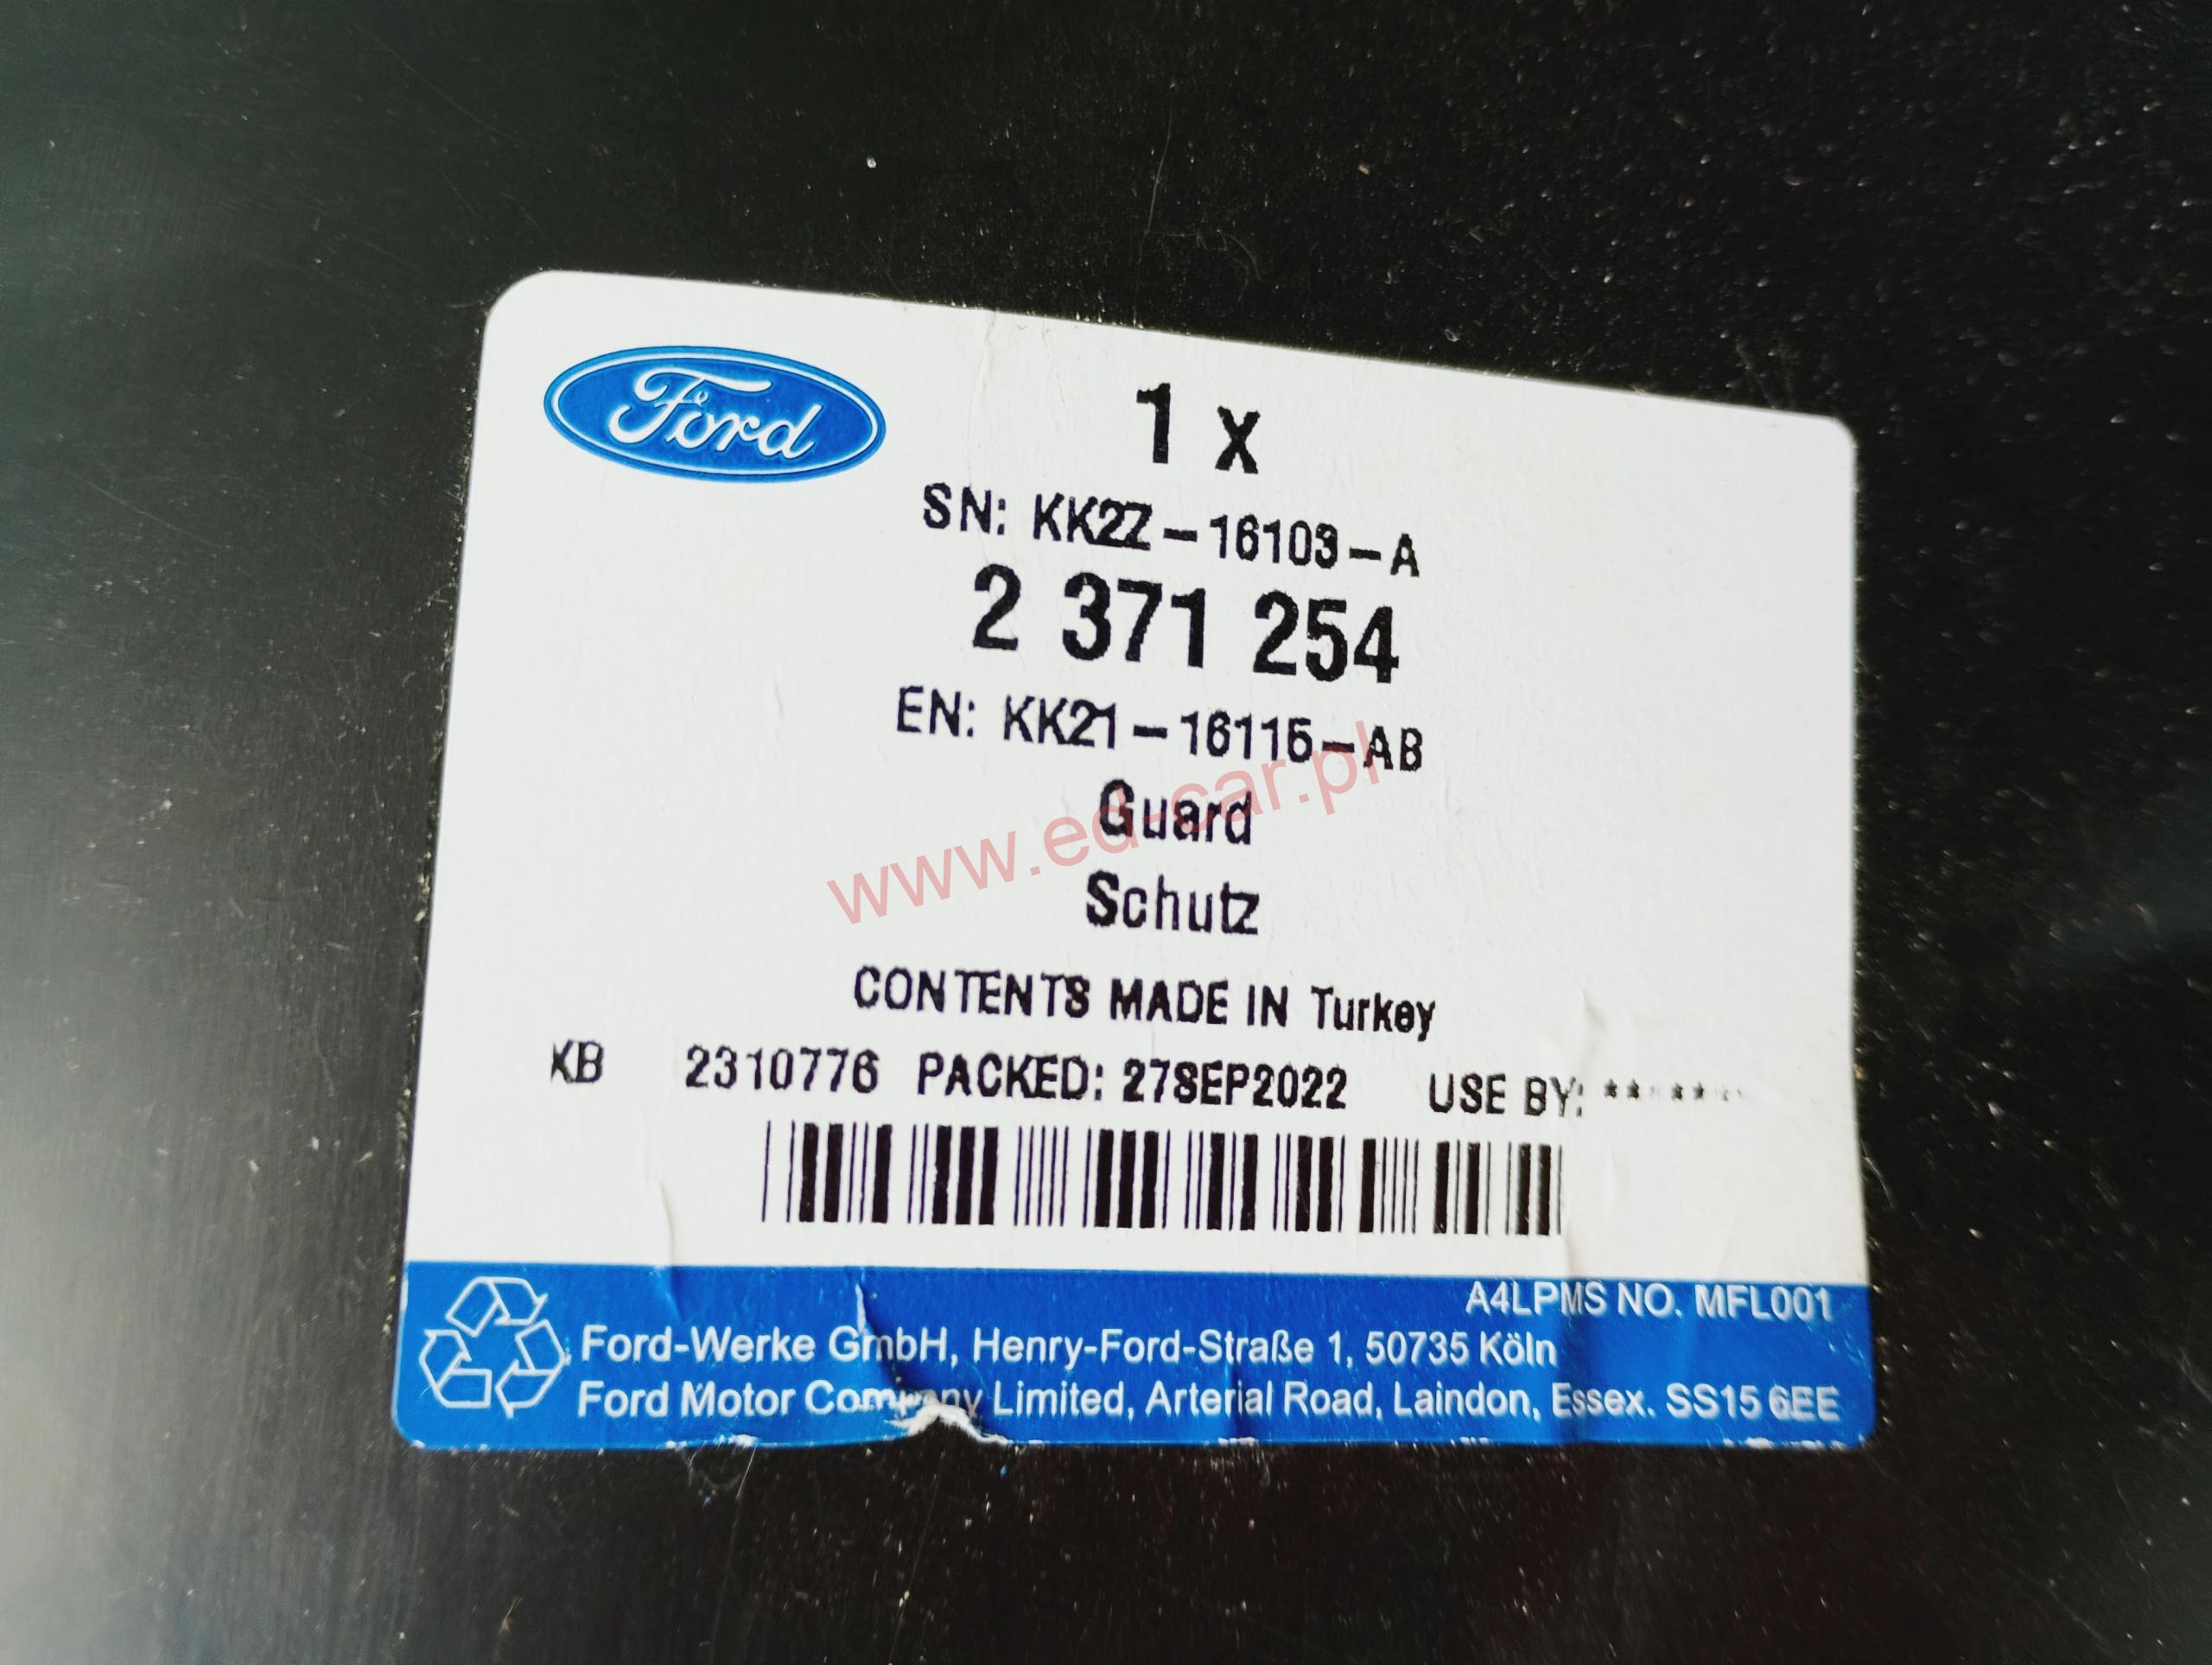 Ford
1 x
SN: KK2Z-16103-A
2 371 254
EN: KK21-16115-AB
Guard
www.ed-car.pl
Schutz
CONTENTS MADE IN Turkey
KB 2310776 PACKED: 27SEP2022 USE BY: *******
A4LPMS NO. MFL001
Ford-Werke GmbH, Henry-Ford-Straße 1, 50735 Köln
Ford Motor Company Limited, Arterial Road, Laindon, Essex. SS15 6EE